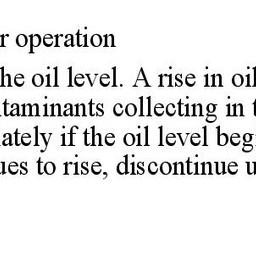 r operation
he oil level. A rise in oil
taminants collecting in
ately if the oil level beg
ues to rise, discontinue u